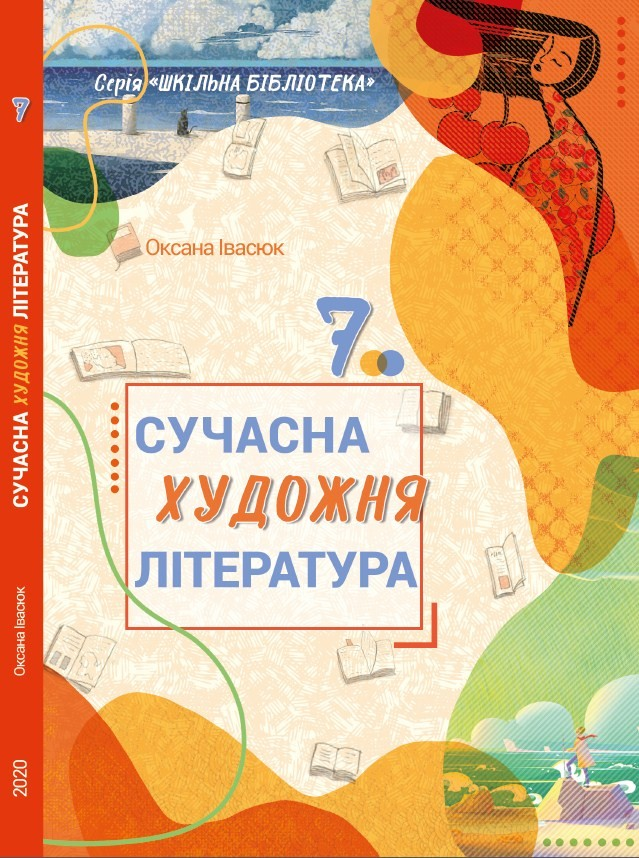 Серія «ШКІЛЬНА БІБЛІОТЕКА»
Оксана Івасюк
7.
СУЧАСНА
ХУДОЖНЯ
ЛІТЕРАТУРА
7
СУЧАСНА ХУДОЖНЯ ЛІТЕРАТУРА
Оксана Івасюк
2020